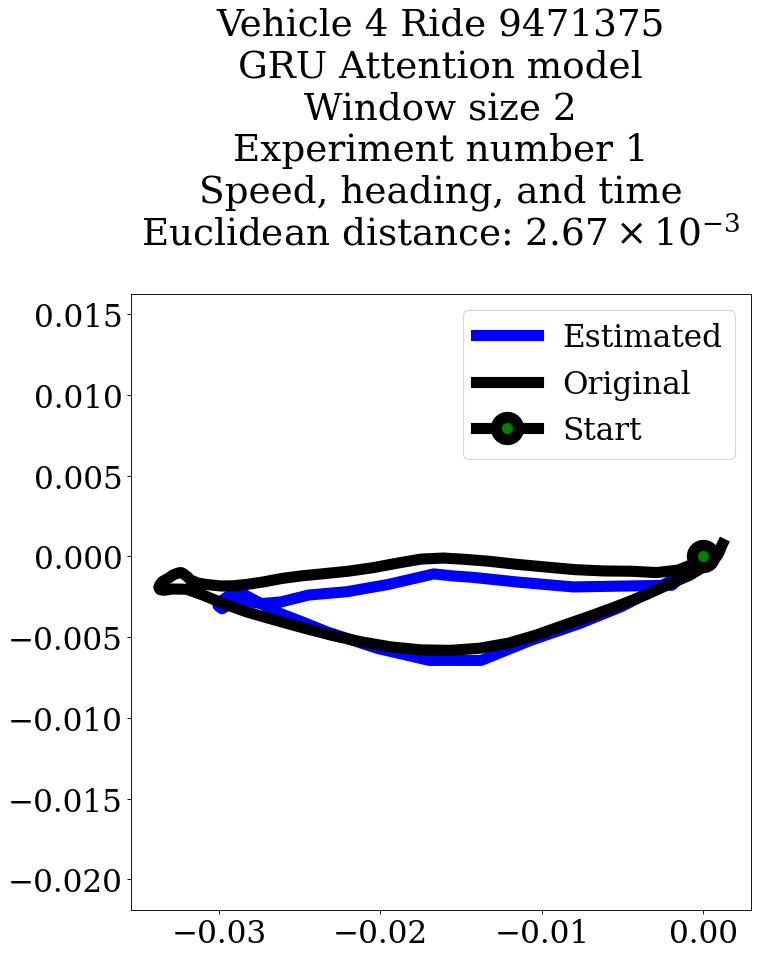 Vehicle 4 Ride 9471375
GRU Attention model
Window size 2
Experiment number 1
Speed, heading, and time
Euclidean distance: 2.67 × 10⁻³
Estimated
Original
Start
0.015
0.010
0.005
0.000
−0.005
−0.010
−0.015
−0.020
−0.03
−0.02
−0.01
0.00